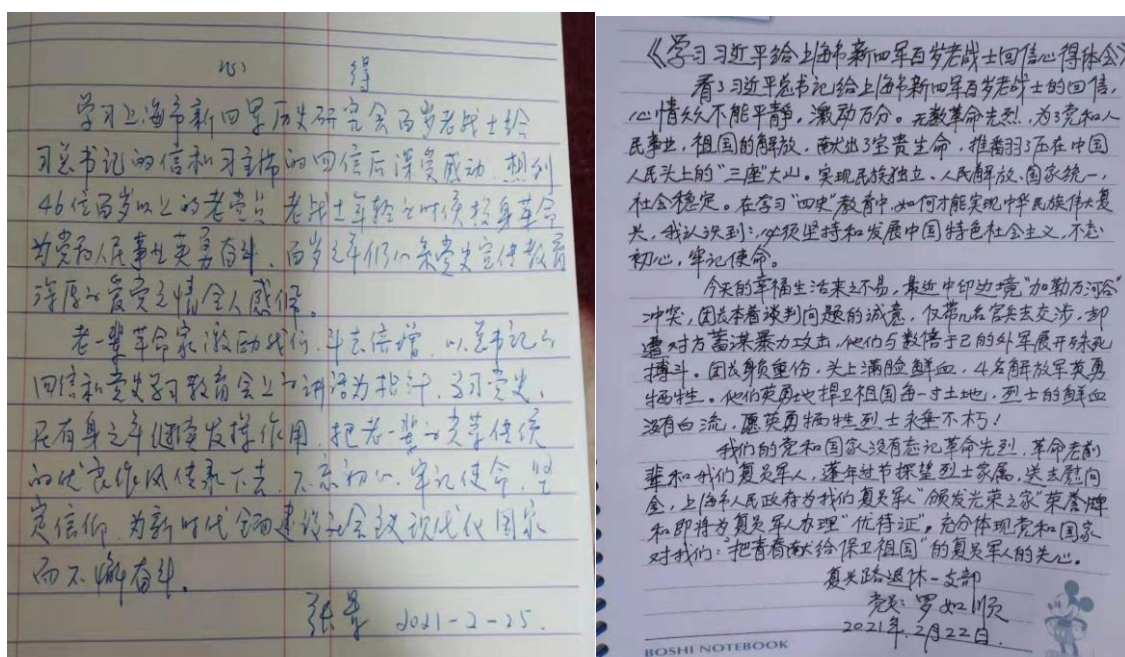 心 得
学习上海市新四军历史研究会百岁老战士给
习总书记的信和习主席的回信后深受感动。想到
46位百岁以上的老党员老战士年轻之时侯投身革命
为党和人民事业英勇奋斗，百岁之年仍心系党史宣传教育
深厚的爱党之情令人感佩。
老一辈革命家激励我们，斗志倍增，以总书记的
回信和党史学习教育会上的讲话为指针，学习党史、
在有身之年继续发挥作用，把老一辈的光荣传统
的优良作风传承下去，不忘初心，牢记使命，坚
定信仰，为新时代全面建设社会主义现代化国家
而不懈奋斗。
张 2021-2-25.
《学习习近平给上海市新四军百岁老战士回信心得体会》
看了习近平总书记给上海市新四军百岁老战士的回信，
心情久久不能平静，激动万分。无数革命先烈，为了党和人
民事业，祖国的解放，献出了宝贵生命，推番羽了压在中国
人民头上的“三座”大山。实现民族独立、人民解放、国家统一，
社会稳定。在学习“四史”教育中，如何才能实现中华民族伟大复
兴，我认识到：必须坚持和发展中国特色社会主义，不忘
初心，牢记使命。
今天的幸福生活来之不易，最近中印边境“加勒万河谷”
冲突，团长本着谈判问题的诚意，仅带几名官兵去交涉，却
遭对方蓄谋暴力攻击，他们与数倍于己的外军展开殊死
搏斗。团长身负重伤，头上满脸鲜血，4名解放军英勇
牺牲。他们英勇地捍卫祖国每一寸土地，烈士的鲜血
没有白流，愿英勇牺牲烈士永垂不朽！
我们的党和国家没有忘记革命先烈，革命老前
辈和我们复员军人，逢年过节探望烈士家属，送去慰问
金，上海市人民政府为我们复员军人“颁发光荣之家”荣誉牌
和即将为复员军人办理“优待证”，充分体现党和国家
对我们：“把青春献给保卫祖国”的复员军人的关心。
复兴路退休一支部
党员：罗如顺
2021年.2月22日.
BOSHI NOTEBOOK